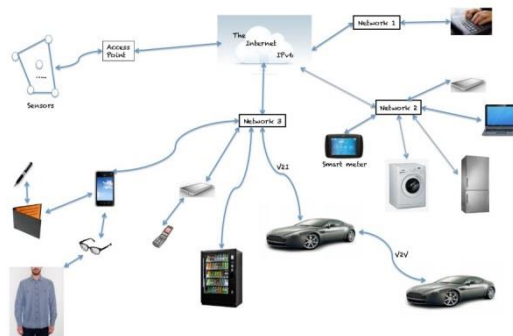 The
Internet
IPv6
Network 1
Access
Point
Sensors
Network 3
Network 2
Smart meter
V2I
V2V